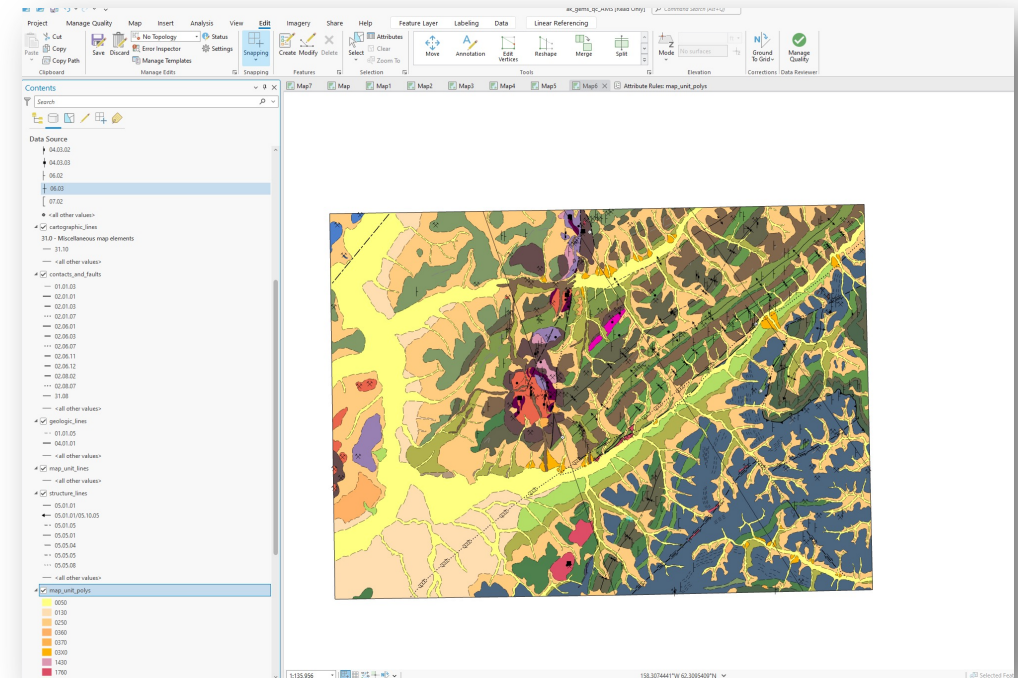 ak_gems_qc_AMS [Read Only]
Command Search (Alt+Q)
Project Manage Quality Map Insert Analysis View Edit Imagery Share Help Feature Layer Labeling Data Linear Referencing
Paste
Cut
Copy
Copy Path
Clipboard
Save
Discard
No Topology
Error Inspector
Manage Templates
Status
Settings
Manage Edits
Snapping
Snapping
Create
Modify
Delete
Features
Select
Attributes
Clear
Zoom To
Selection
Move
Annotation
Edit
Vertices
Reshape
Merge
Split
Tools
Mode
No surfaces
Elevation
Ground
To Grid
Corrections
Manage
Quality
Data Reviewer
Contents
Search
Map7 Map Map1 Map2 Map3 Map4 Map5 Map6 Attribute Rules: map_unit_polys
Data Source
04.03.02
04.03.03
06.02
06.03
07.02
<all other values>
cartographic_lines
31.0 - Miscellaneous map elements
31.10
<all other values>
contacts_and_faults
01.01.03
02.01.01
02.01.03
02.01.07
02.06.01
02.06.03
02.06.07
02.06.11
02.06.12
02.08.02
02.08.07
31.08
<all other values>
geologic_lines
01.01.05
04.01.01
<all other values>
map_unit_lines
<all other values>
structure_lines
05.01.01
05.01.01/05.10.05
05.01.05
05.05.01
05.05.04
05.05.05
05.05.08
<all other values>
map_unit_polys
0050
0130
0250
0360
0370
03X0
1430
1760
1:135,956
158.3074441°W 62.3095409°N
Selected Feat